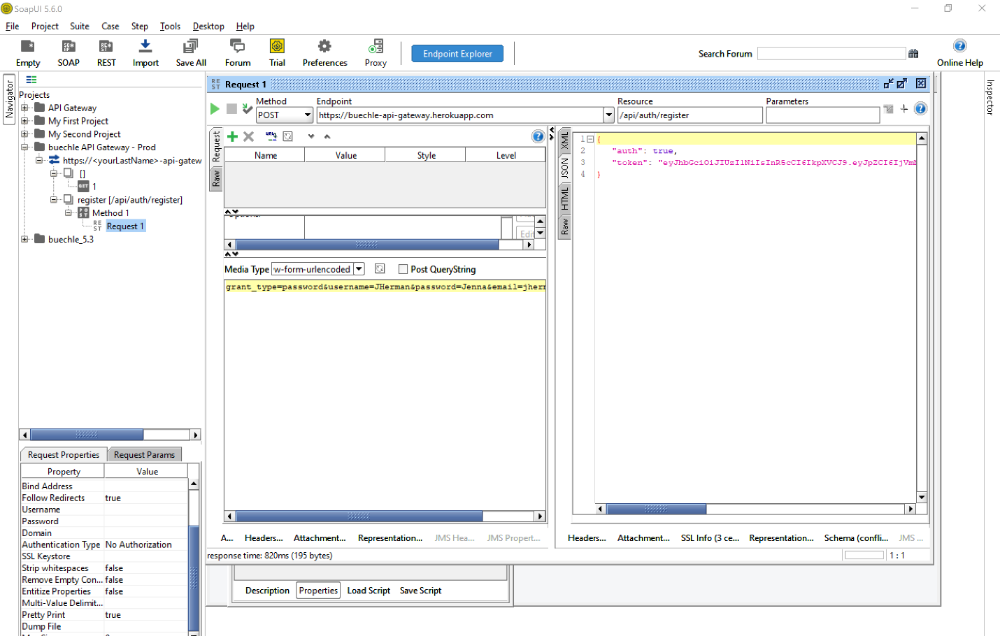 SoapUI 5.6.0
File Project Suite Case Step Tools Desktop Help
Empty SOAP REST Import Save All Forum Trial Preferences Proxy Endpoint Explorer Search Forum Online Help
Navigator
Projects
API Gateway
My First Project
My Second Project
buechle API Gateway - Prod
https://<yourLastName>-api-gatew
[]
GET 1
register [/api/auth/register]
Method 1
Request 1
buechle_5.3
Request Properties Request Params
Property Value
Bind Address
Follow Redirects true
Username
Password
Domain
Authentication Type No Authorization
SSL Keystore
Strip whitespaces false
Remove Empty Con... false
Entitize Properties false
Multi-Value Delimit...
Pretty Print true
Dump File
Request 1
Method Endpoint Resource Parameters
POST https://buechle-api-gateway.herokuapp.com /api/auth/register
Request
Raw
Name Value Style Level
Edit
Media Type w-form-urlencoded Post QueryString
grant_type=password&username=JHerman&password=Jenna&email=jherr
A... Headers... Attachment... Representation... JMS Hea... JMS Propert...
XML
JSON
HTML
Raw
1 {
2 "auth": true,
3 "token": "eyJhbGciOiJIUzI1NiIsInR5cCI6IkpXVCJ9.eyJpZCI6IjVmb
4 }
Headers... Attachment... SSL Info (3 ce... Representation... Schema (confli... JMS ...
response time: 820ms (195 bytes) 1 : 1
Description Properties Load Script Save Script
Inspector